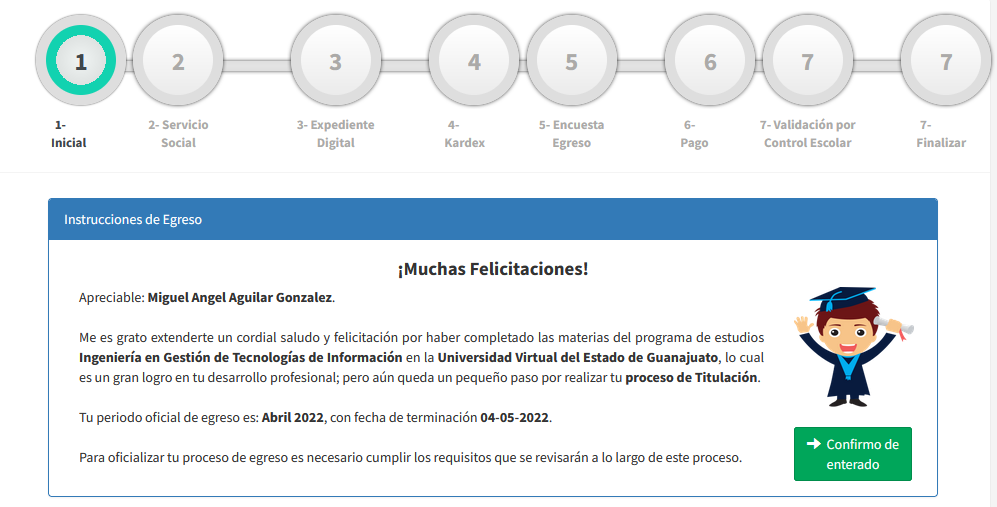 1 2 3 4 5 6 7 7
1- Inicial
2- Servicio Social
3- Expediente Digital
4- Kardex
5- Encuesta Egreso
6- Pago
7- Validación por Control Escolar
7- Finalizar
Instrucciones de Egreso
¡Muchas Felicitaciones!
Apreciable: Miguel Angel Aguilar Gonzalez.
Me es grato extenderte un cordial saludo y felicitación por haber completado las materias del programa de estudios
Ingeniería en Gestión de Tecnologías de Información en la Universidad Virtual del Estado de Guanajuato, lo cual
es un gran logro en tu desarrollo profesional; pero aún queda un pequeño paso por realizar tu proceso de Titulación.
Tu periodo oficial de egreso es: Abril 2022, con fecha de terminación 04-05-2022.
Para oficializar tu proceso de egreso es necesario cumplir los requisitos que se revisarán a lo largo de este proceso.
Confirmo de
enterado